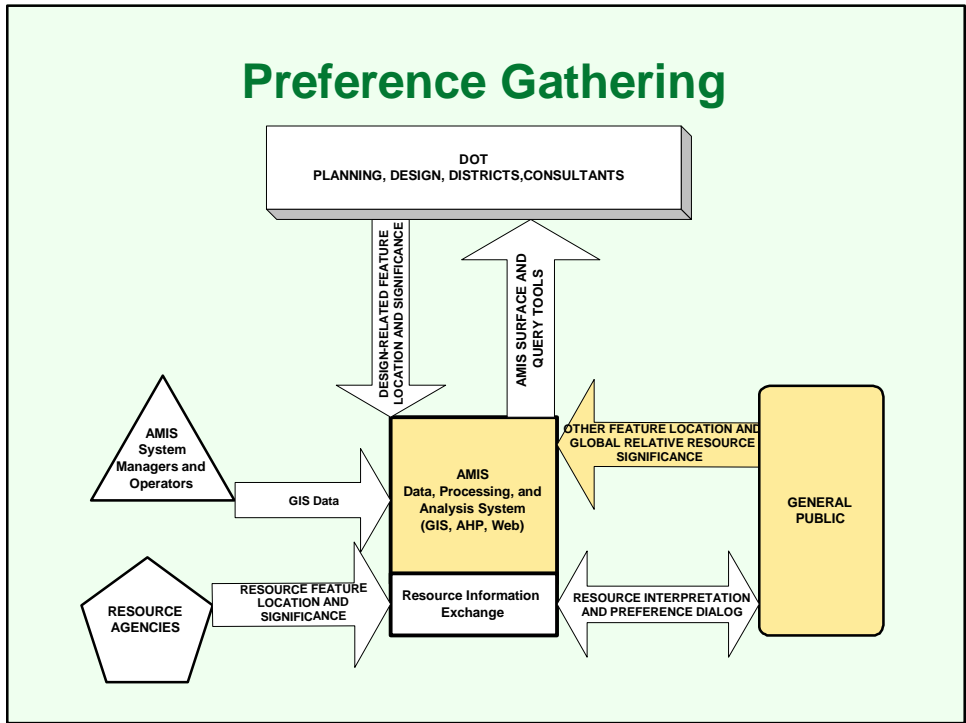 Preference Gathering
DOT
PLANNING, DESIGN, DISTRICTS,CONSULTANTS
DESIGN-RELATED FEATURE
LOCATION AND SIGNIFICANCE
AMIS SURFACE AND
QUERY TOOLS
AMIS
System
Managers and
Operators
GIS Data
AMIS
Data, Processing, and
Analysis System
(GIS, AHP, Web)
OTHER FEATURE LOCATION AND
GLOBAL RELATIVE RESOURCE
SIGNIFICANCE
GENERAL
PUBLIC
RESOURCE
AGENCIES
RESOURCE FEATURE
LOCATION AND
SIGNIFICANCE
Resource Information
Exchange
RESOURCE INTERPRETATION
AND PREFERENCE DIALOG